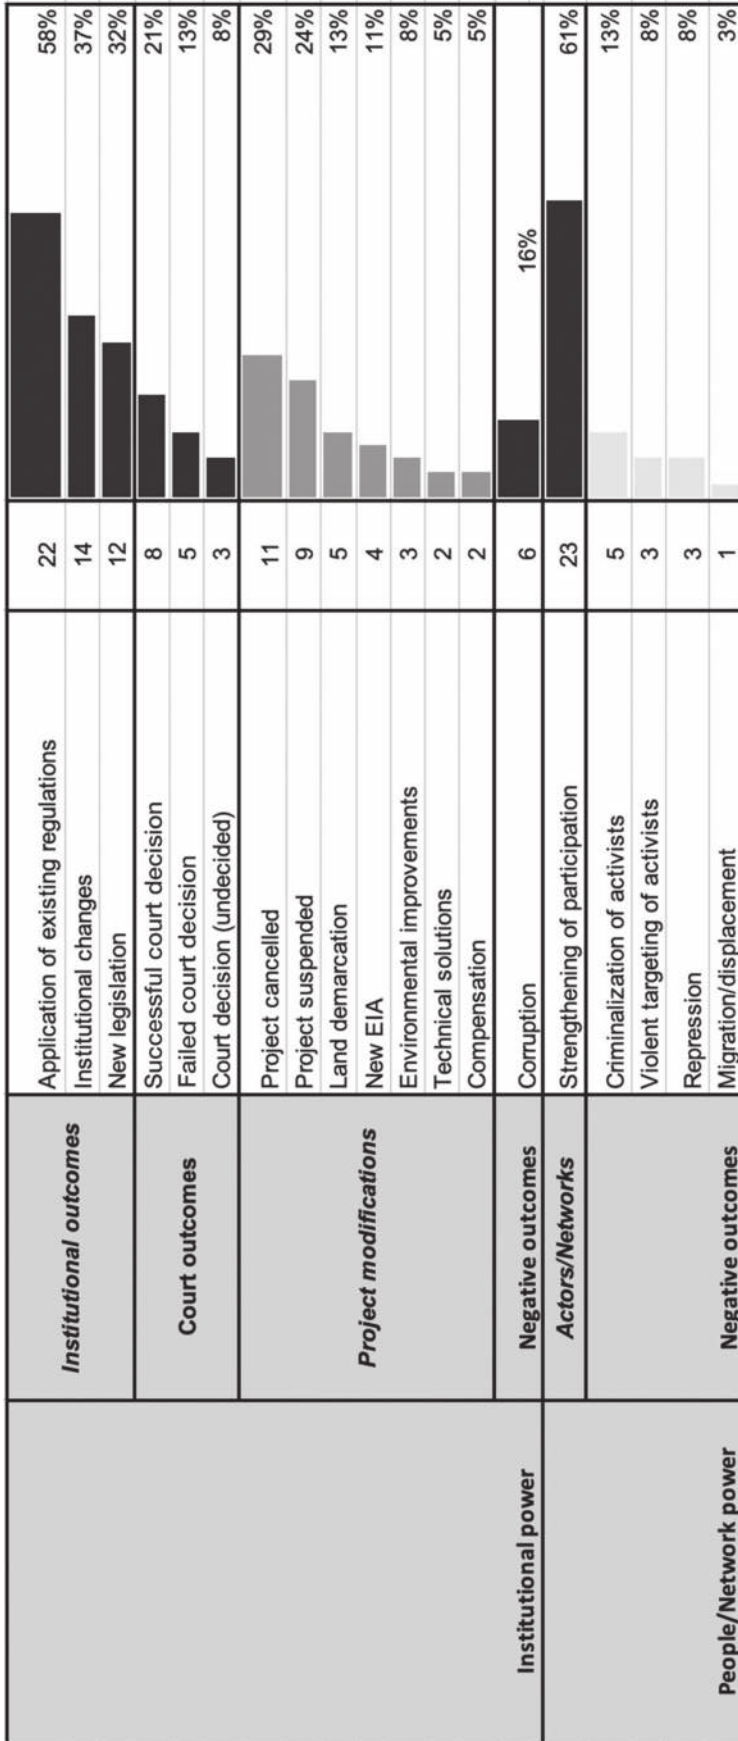 Institutional power
Institutional outcomes
Application of existing regulations 22 58%
Institutional changes 14 37%
New legislation 12 32%
Court outcomes
Successful court decision 8 21%
Failed court decision 5 13%
Court decision (undecided) 3 8%
Project modifications
Project cancelled 11 29%
Project suspended 9 24%
Land demarcation 5 13%
New EIA 4 11%
Environmental improvements 3 8%
Technical solutions 2 5%
Compensation 2 5%
Negative outcomes
Corruption 6 16%
People/Network power
Actors/Networks
Strengthening of participation 23 61%
Negative outcomes
Criminalization of activists 5 13%
Violent targeting of activists 3 8%
Repression 3 8%
Migration/displacement 1 3%